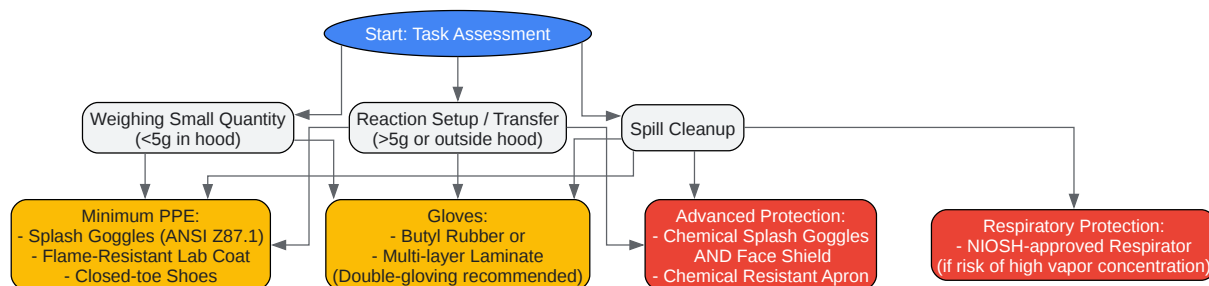 Start: Task Assessment
Weighing Small Quantity
(<5g in hood)
Reaction Setup / Transfer
(>5g or outside hood)
Spill Cleanup
Minimum PPE:
- Splash Goggles (ANSI Z87.1)
- Flame-Resistant Lab Coat
- Closed-toe Shoes
Gloves:
- Butyl Rubber or
- Multi-layer Laminate
(Double-gloving recommended)
Advanced Protection:
- Chemical Splash Goggles
AND Face Shield
- Chemical Resistant Apron
Respiratory Protection:
- NIOSH-approved Respirator
(if risk of high vapor concentration)